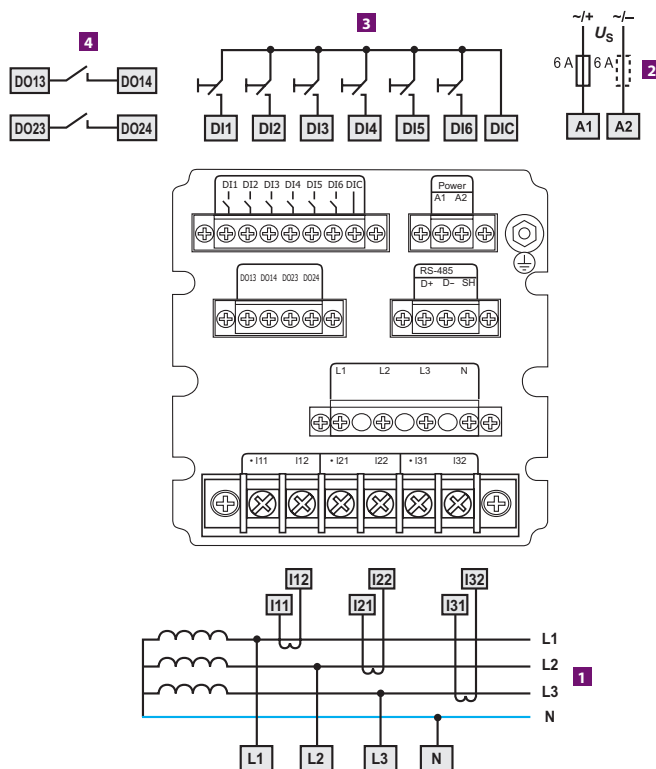 4
3
~/+ ~/–
US
DO13 DO14
6 A 6 A 2
DO23 DO24
DI1 DI2 DI3 DI4 DI5 DI6 DIC
A1 A2
DI1 DI2 DI3 DI4 DI5 DI6 DIC
Power
A1 A2
DO13 DO14 DO23 DO24
RS-485
D+ D– SH
L1 L2 L3 N
• I11 I12 • I21 I22 • I31 I32
I12 I22 I32
I11 I21 I31
L1
L2
1
L3
N
L1 L2 L3 N